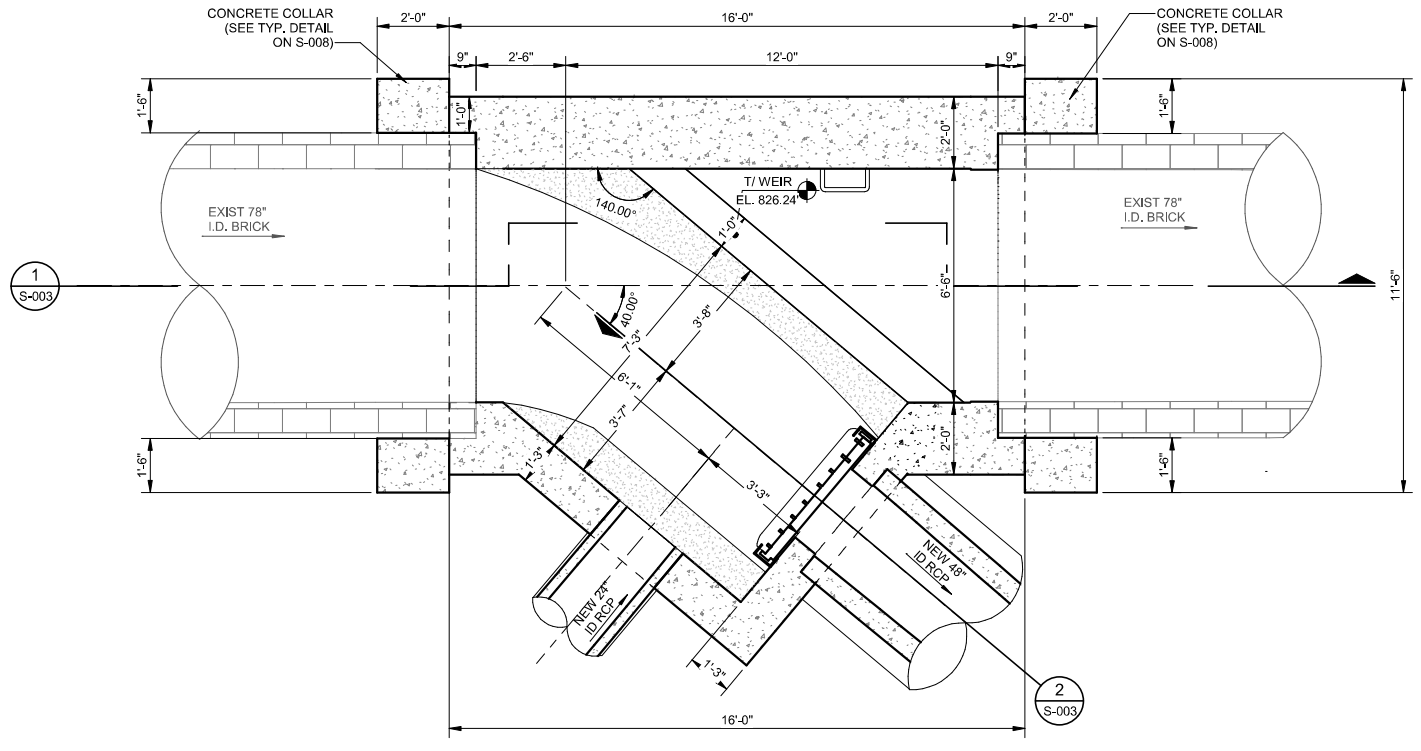 CONCRETE COLLAR
(SEE TYP. DETAIL
ON S-008)
2'-0"
16'-0"
2'-0"
CONCRETE COLLAR
(SEE TYP. DETAIL
ON S-008)
9"
2'-6"
12'-0"
9"
1'-6"
1'-0"
2'-0"
1'-6"
T/ WEIR
EL. 826.24'
140.00°
1'-0"
EXIST 78"
I.D. BRICK
EXIST 78"
I.D. BRICK
1
S-003
6'-6"
11'-6"
40.00°
3'-8"
7'-3"
6'-1"
3'-7"
1'-3"
3'-3"
2'-0"
1'-6"
1'-6"
NEW 24"
ID RCP
NEW 48"
ID RCP
1'-3"
2
S-003
16'-0"